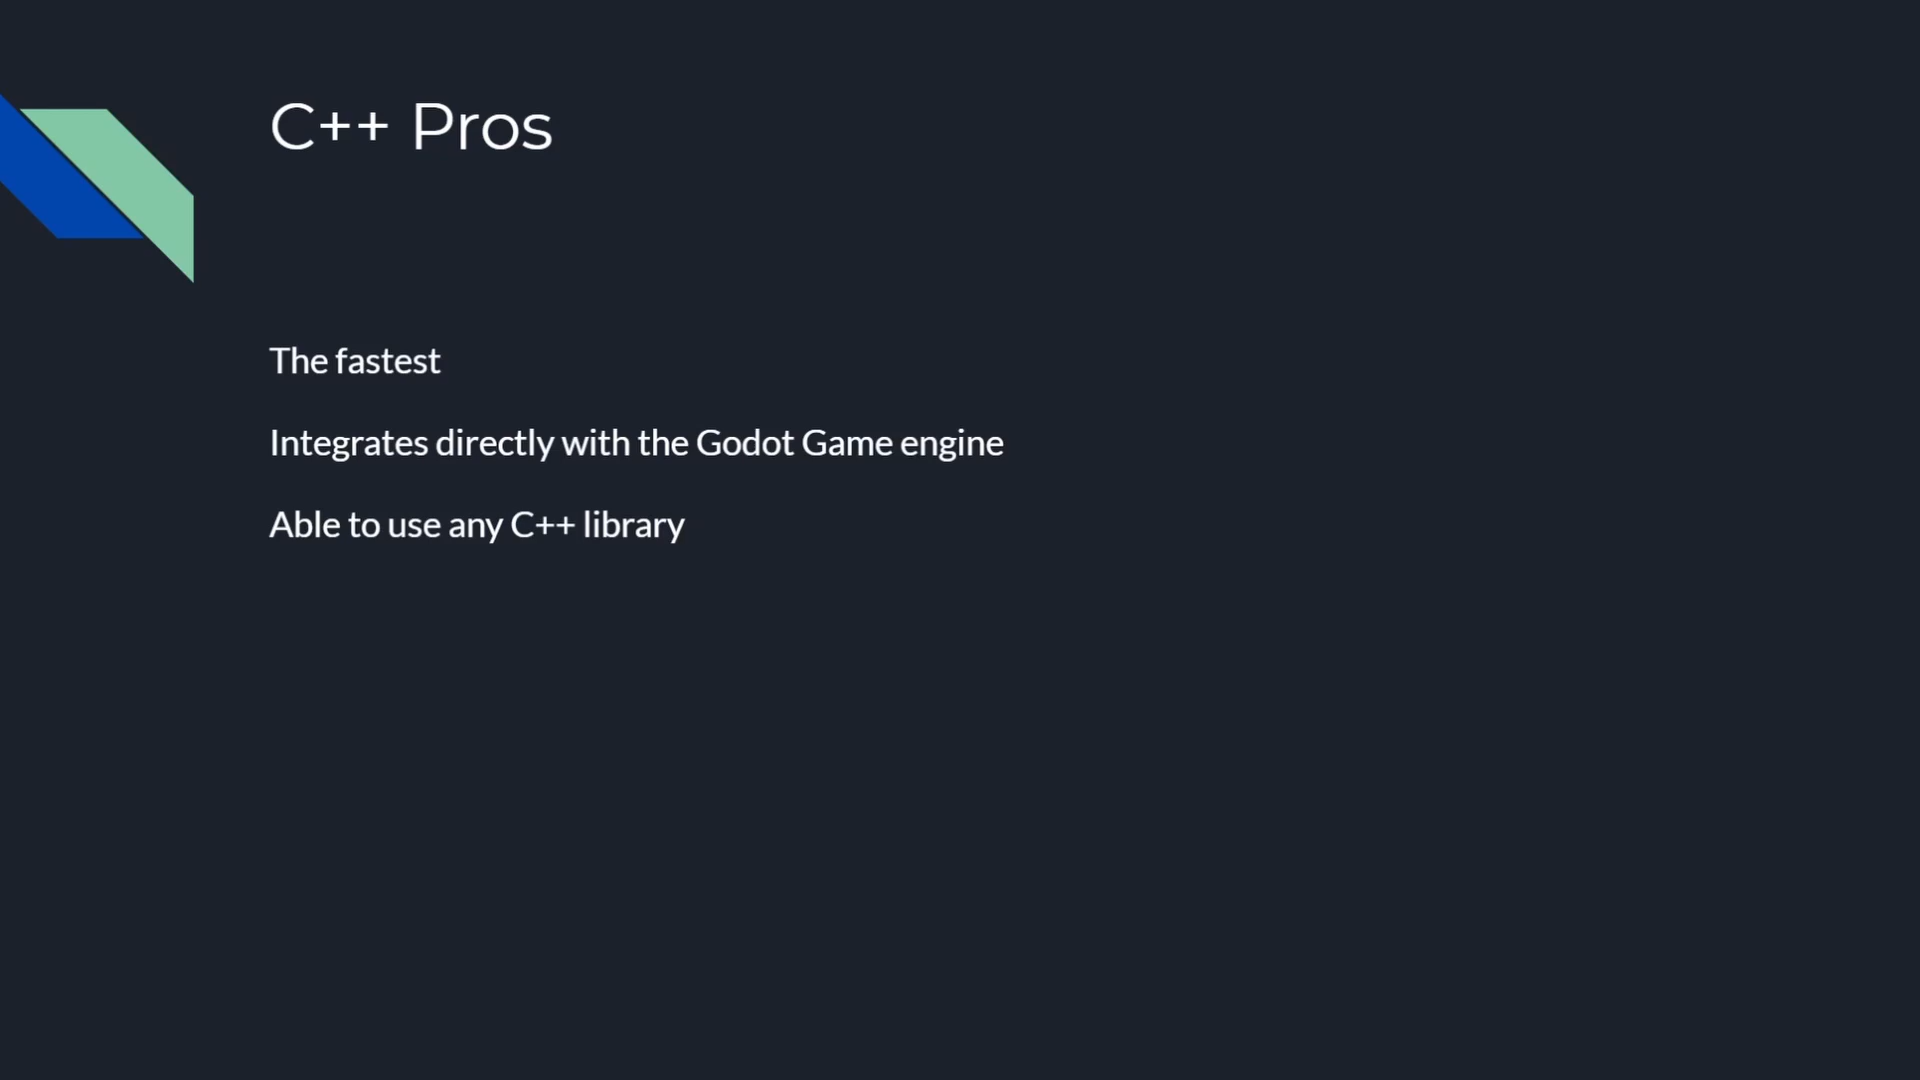 C++ Pros
The fastest
Integrates directly with the Godot Game engine
Able to use any C++ library